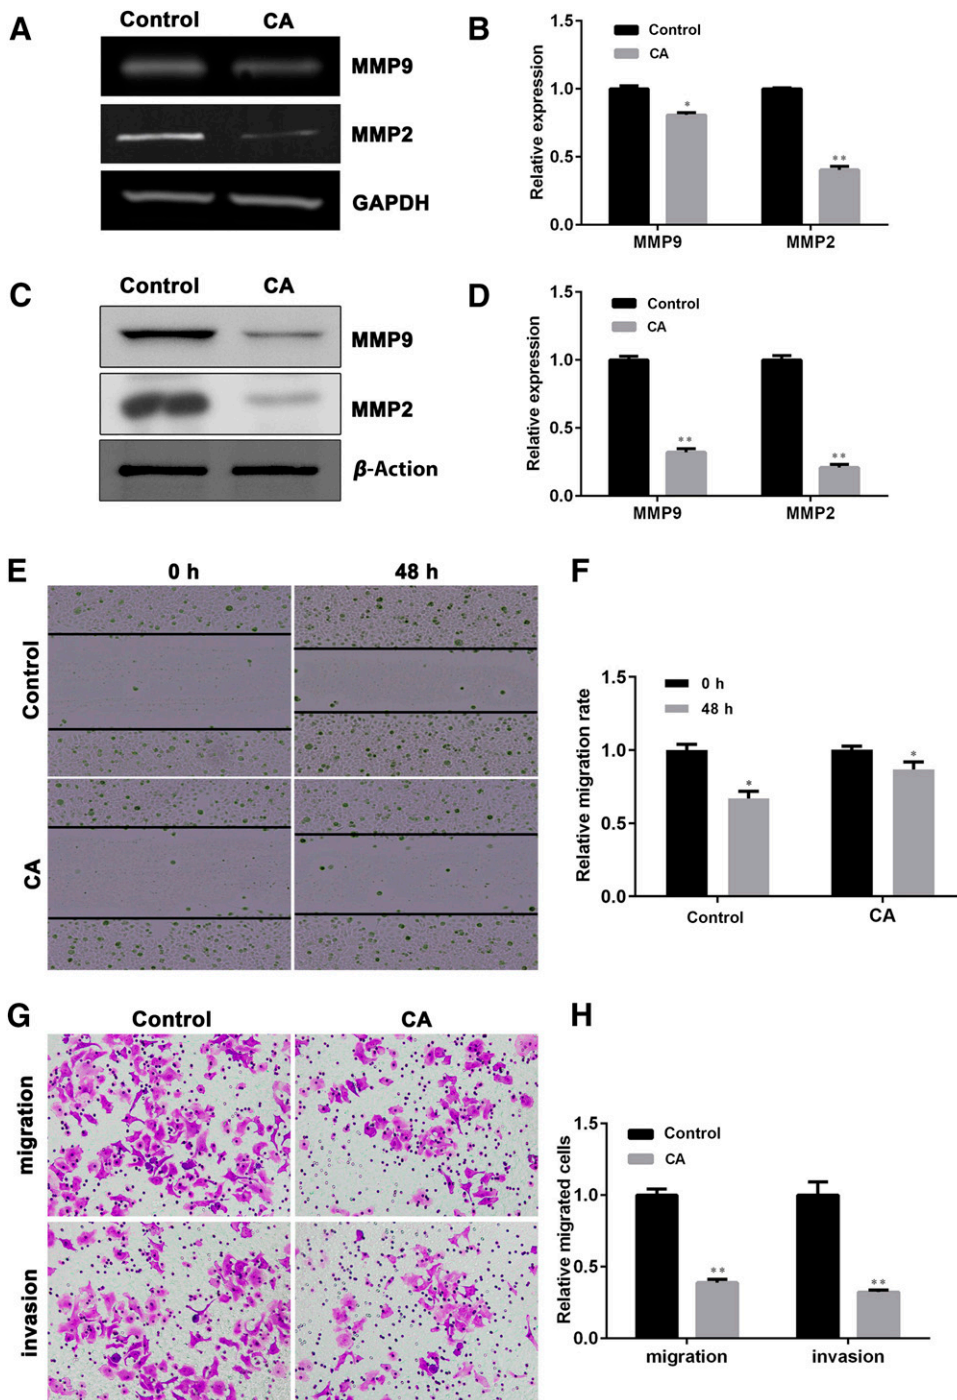 A
Control CA
MMP9
MMP2
GAPDH
B
Control
CA
Relative expression
1.5
1.0
0.5
0.0
*
**
MMP9 MMP2
C
Control CA
MMP9
MMP2
β-Action
D
Control
CA
Relative expression
1.5
1.0
0.5
0.0
**
**
MMP9 MMP2
E
0 h 48 h
Control
CA
F
0 h
48 h
Relative migration rate
1.5
1.0
0.5
0.0
*
*
Control CA
G
Control CA
migration
invasion
H
Control
CA
Relative migrated cells
1.5
1.0
0.5
0.0
**
**
migration invasion